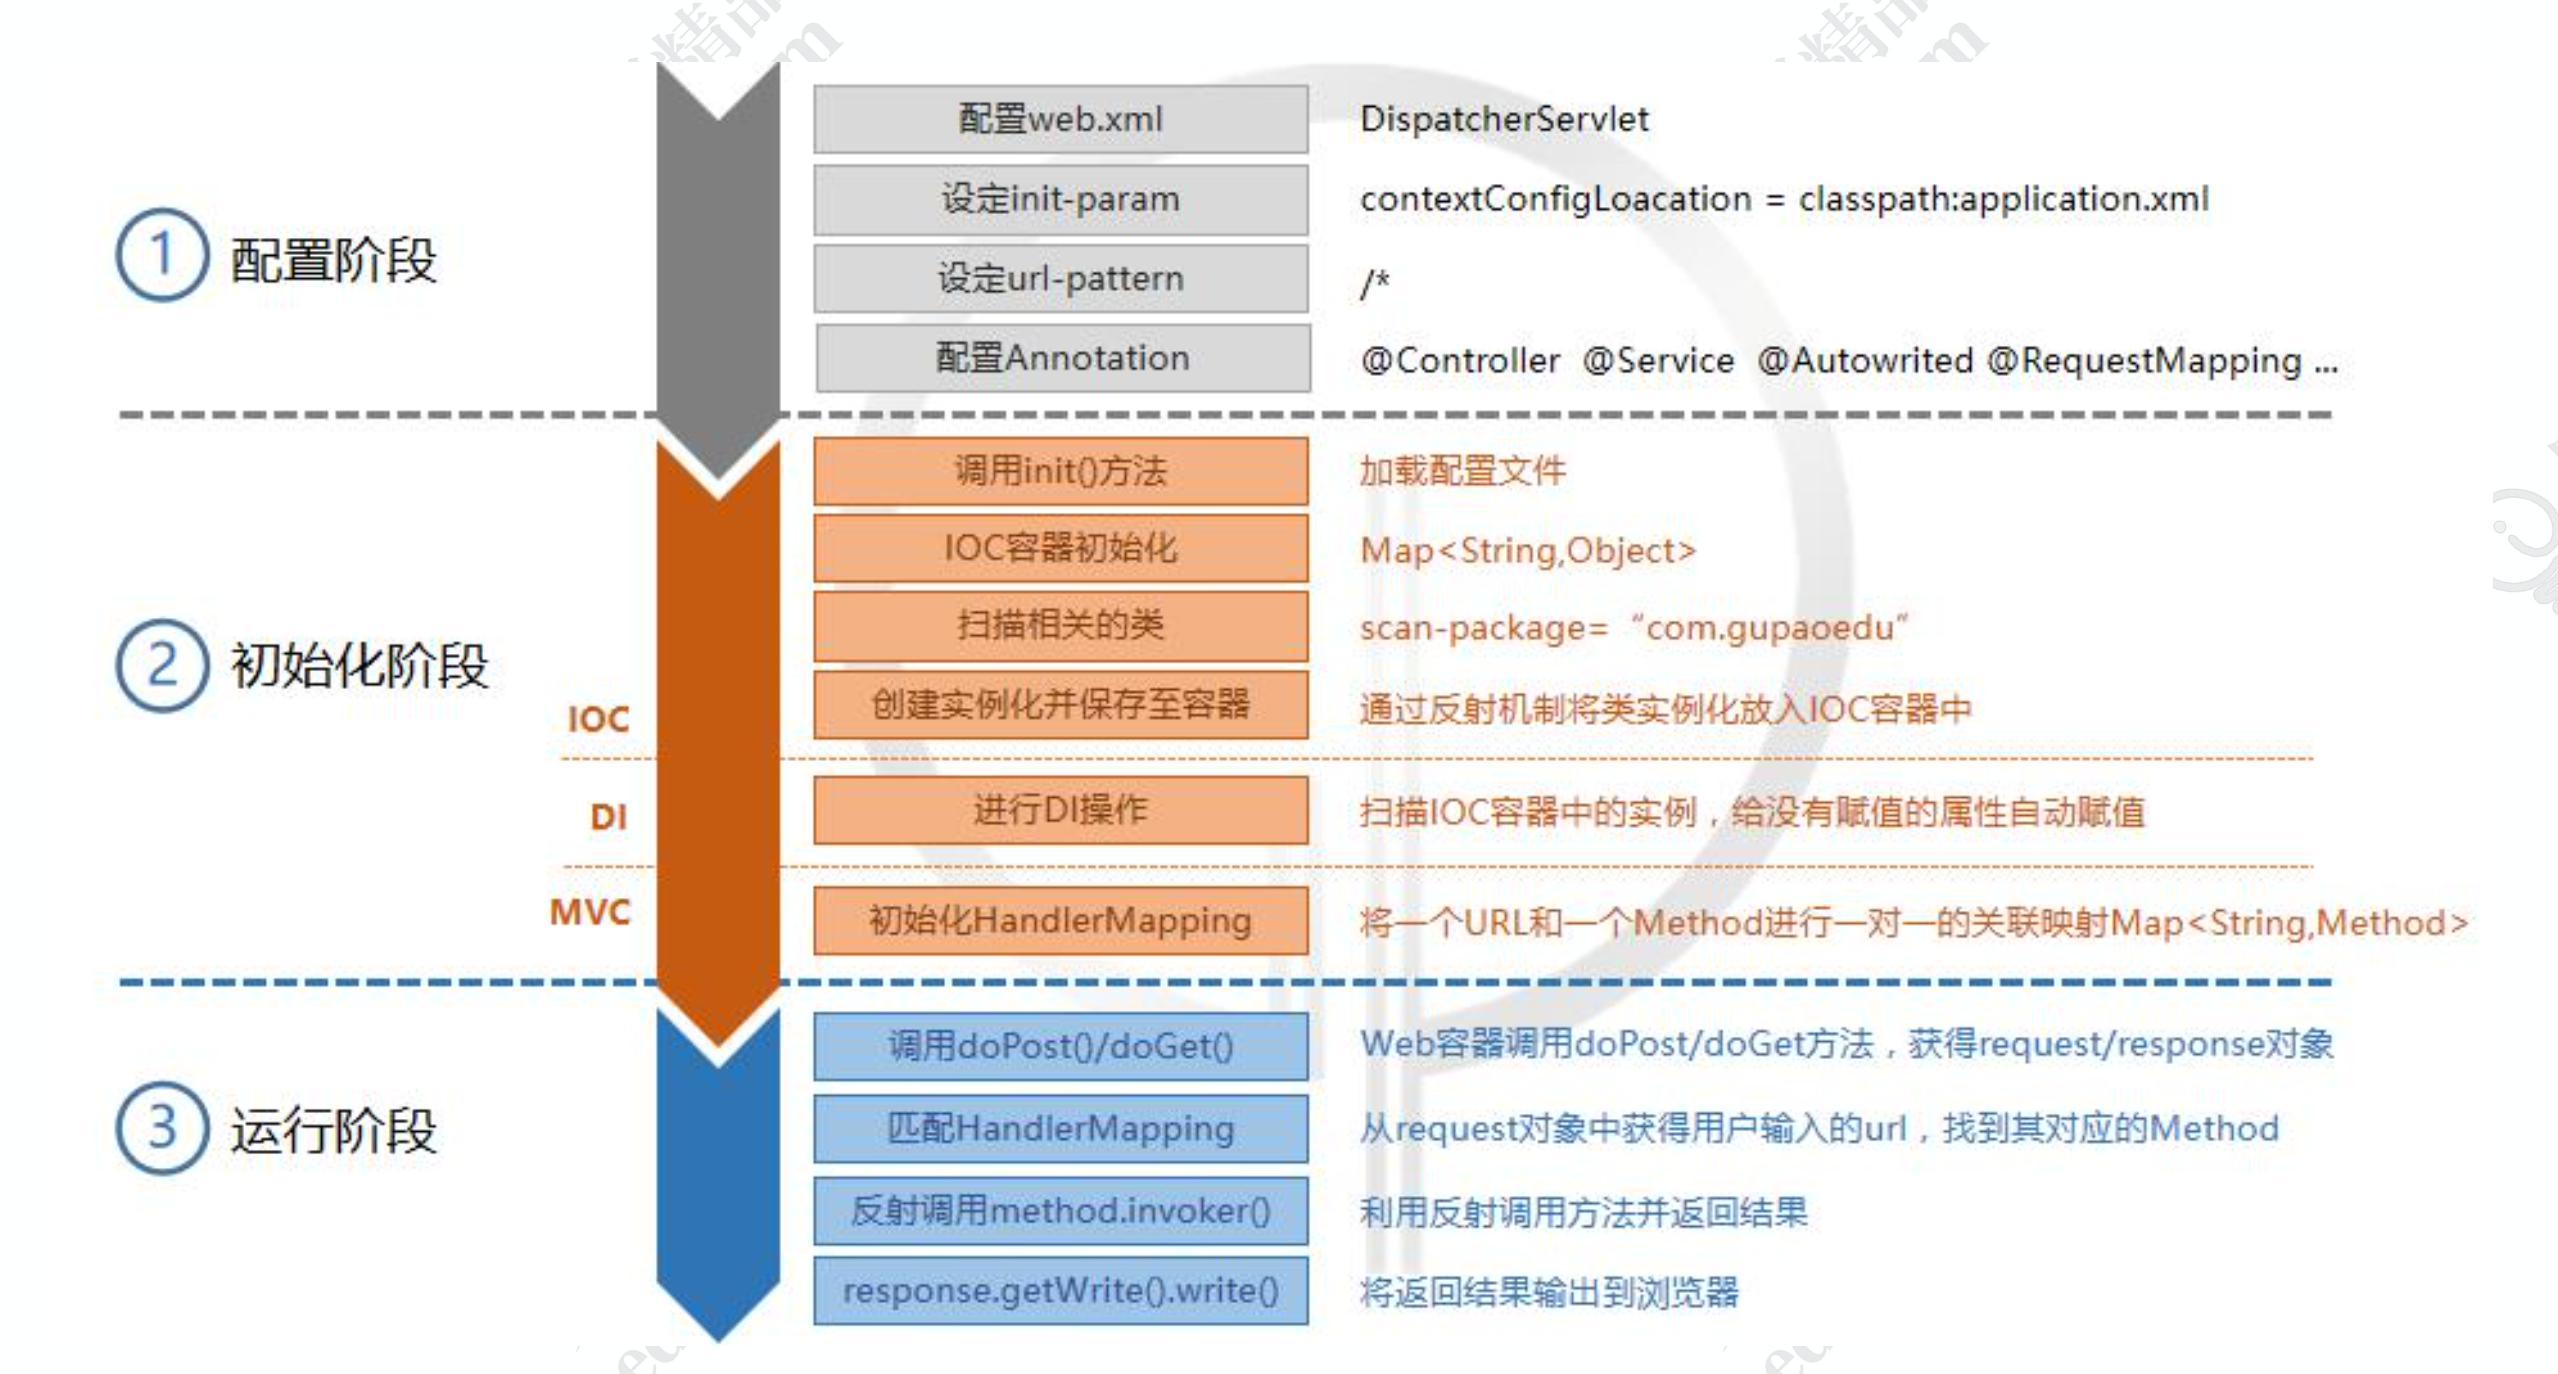 配置web.xml DispatcherServlet
设定init-param contextConfigLoacation = classpath:application.xml
① 配置阶段
设定url-pattern /*
配置Annotation @Controller @Service @Autowrited @RequestMapping ...
调用init()方法 加载配置文件
IOC容器初始化 Map<String,Object>
扫描相关的类 scan-package= “com.gupaoedu”
② 初始化阶段
IOC 创建实例化并保存至容器 通过反射机制将类实例化放入IOC容器中
DI 进行DI操作 扫描IOC容器中的实例，给没有赋值的属性自动赋值
MVC 初始化HandlerMapping 将一个URL和一个Method进行一对一的关联映射Map<String,Method>
调用doPost()/doGet() Web容器调用doPost/doGet方法，获得request/response对象
③ 运行阶段
匹配HandlerMapping 从request对象中获得用户输入的url，找到其对应的Method
反射调用method.invoker() 利用反射调用方法并返回结果
response.getWrite().write() 将返回结果输出到浏览器